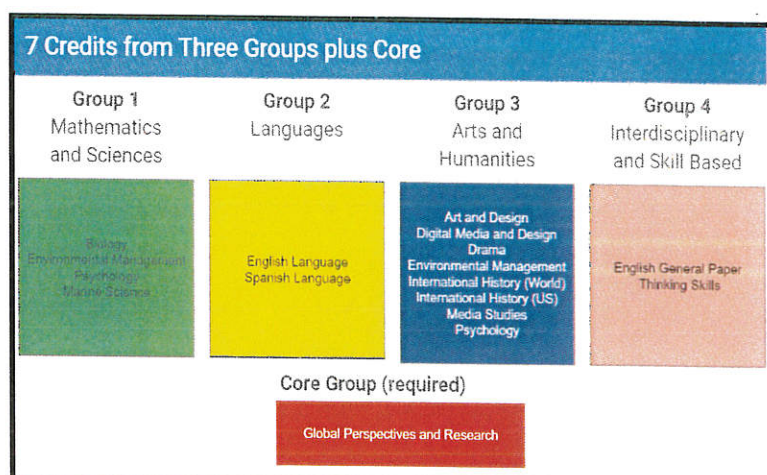 7 Credits from Three Groups plus Core
Group 1
Mathematics
and Sciences
Group 2
Languages
Group 3
Arts and
Humanities
Group 4
Interdisciplinary
and Skill Based
Biology
Environmental Management
Psychology
Marine Science
English Language
Spanish Language
Art and Design
Digital Media and Design
Drama
Environmental Management
International History (World)
International History (US)
Media Studies
Psychology
English General Paper
Thinking Skills
Core Group (required)
Global Perspectives and Research